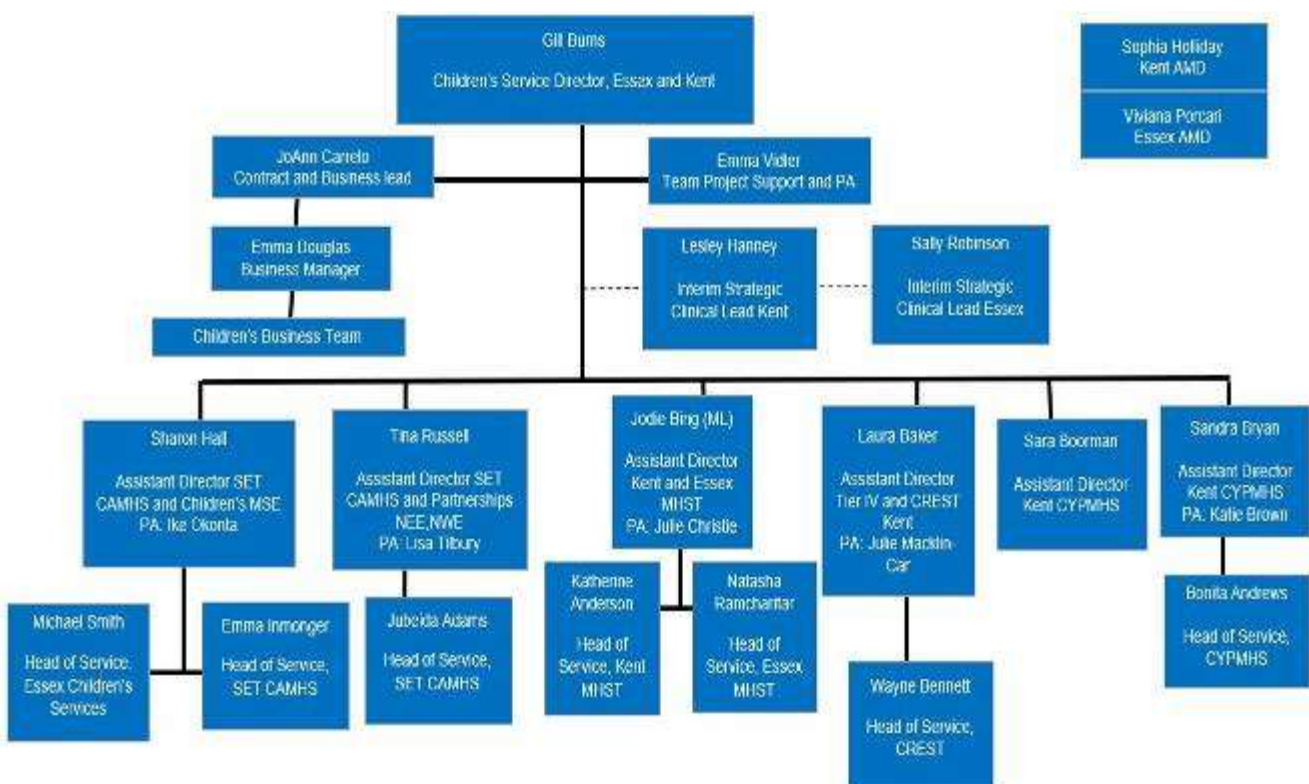 Gill Burns
Children's Service Director, Essex and Kent
Sophia Holliday
Kent AMD
Viviana Porcari
Essex AMD
JoAnn Carrelo
Contract and Business lead
Emma Vidler
Team Project Support and PA
Emma Douglas
Business Manager
Lesley Hanney
Interim Strategic
Clinical Lead Kent
Sally Robinson
Interim Strategic
Clinical Lead Essex
Children's Business Team
Sharon Hall
Assistant Director SET
CAMHS and Children's MSE
PA: Ike Okonta
Tina Russell
Assistant Director SET
CAMHS and Partnerships
NEE,NWE
PA: Lisa Tilbury
Jodie Bing (ML)
Assistant Director
Kent and Essex
MHST
PA: Julie Christie
Laura Baker
Assistant Director
Tier IV and CREST
Kent
PA: Julie Macklin-
Car
Sara Boorman
Assistant Director
Kent CYPMHS
Sandra Bryan
Assistant Director
Kent CYPMHS
PA: Katie Brown
Michael Smith
Head of Service,
Essex Children's
Services
Emma Inmonger
Head of Service,
SET CAMHS
Jubeida Adams
Head of Service,
SET CAMHS
Katherine
Anderson
Head of
Service, Kent
MHST
Natasha
Ramcharitar
Head of
Service, Essex
MHST
Wayne Bennett
Head of Service,
CREST
Bonita Andrews
Head of Service,
CYPMHS